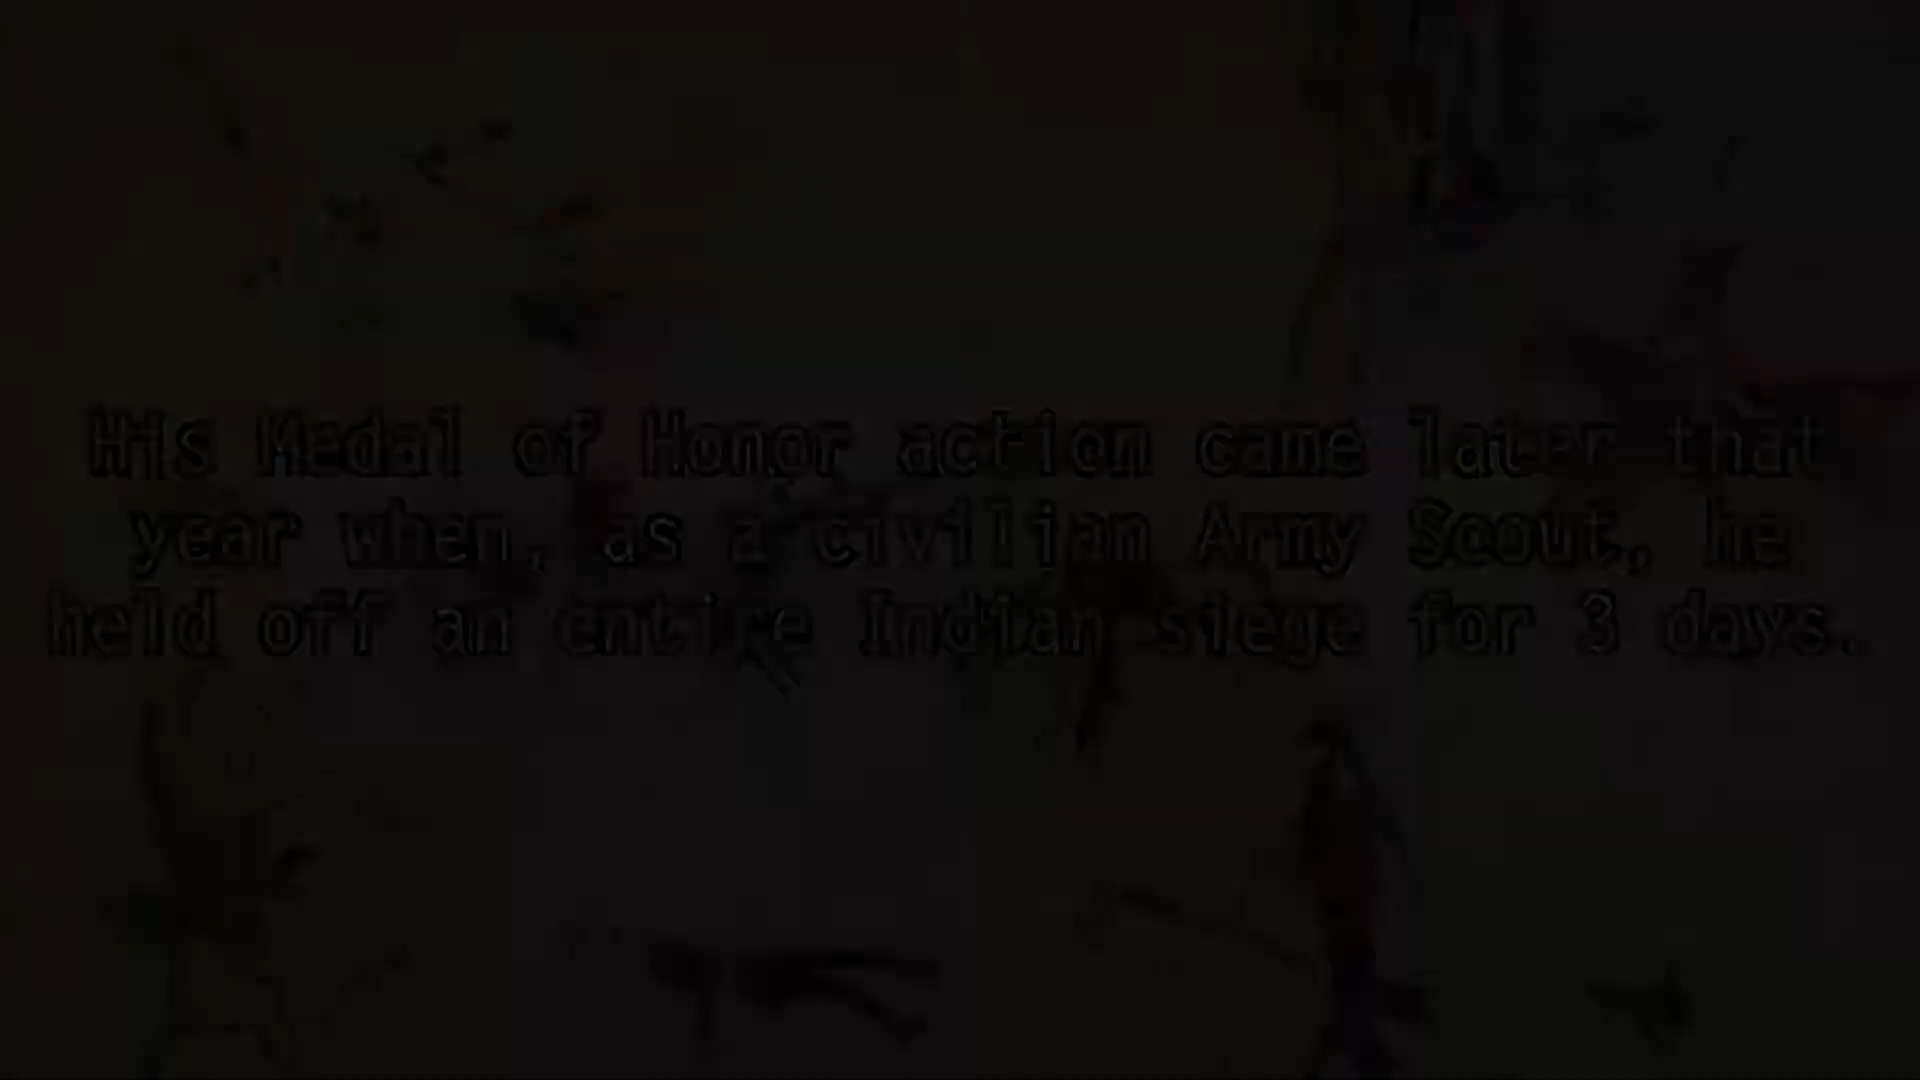 His Medal of Honor action came later that
year when, as a civilian Army Scout, he
held off an entire Indian siege for 3 days.